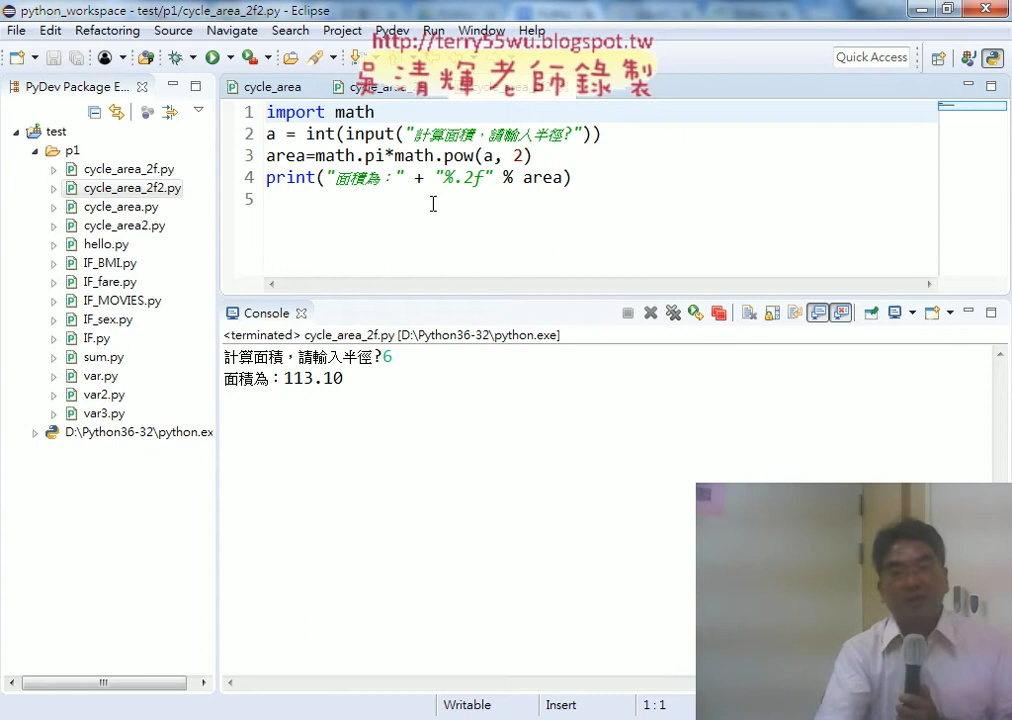 python_workspace - test/p1/cycle_area_2f2.py - Eclipse
File Edit Refactoring Source Navigate Search Project Pydev Run Window Help
http://terry55wu.blogspot.tw
吳清輝老師錄製
Quick Access
PyDev Package E...
cycle_area
test
p1
cycle_area_2f.py
cycle_area_2f2.py
cycle_area.py
cycle_area2.py
hello.py
IF_BMI.py
IF_fare.py
IF_MOVIES.py
IF_sex.py
IF.py
sum.py
var.py
var2.py
var3.py
D:\Python36-32\python.ex
1 import math
2 a = int(input("計算面積，請輸入半徑?"))
3 area=math.pi*math.pow(a, 2)
4 print("面積為：" + "%.2f" % area)
5
Console
<terminated> cycle_area_2f.py [D:\Python36-32\python.exe]
計算面積，請輸入半徑?6
面積為：113.10
Writable Insert 1 : 1